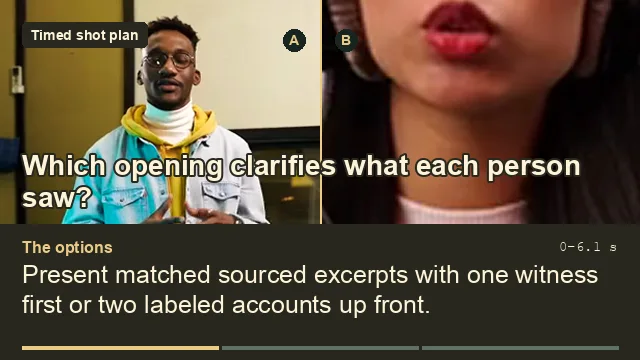 Timed shot plan
A
B
Which opening clarifies what each person
saw?
The options
0–6.1 s
Present matched sourced excerpts with one witness
first or two labeled accounts up front.